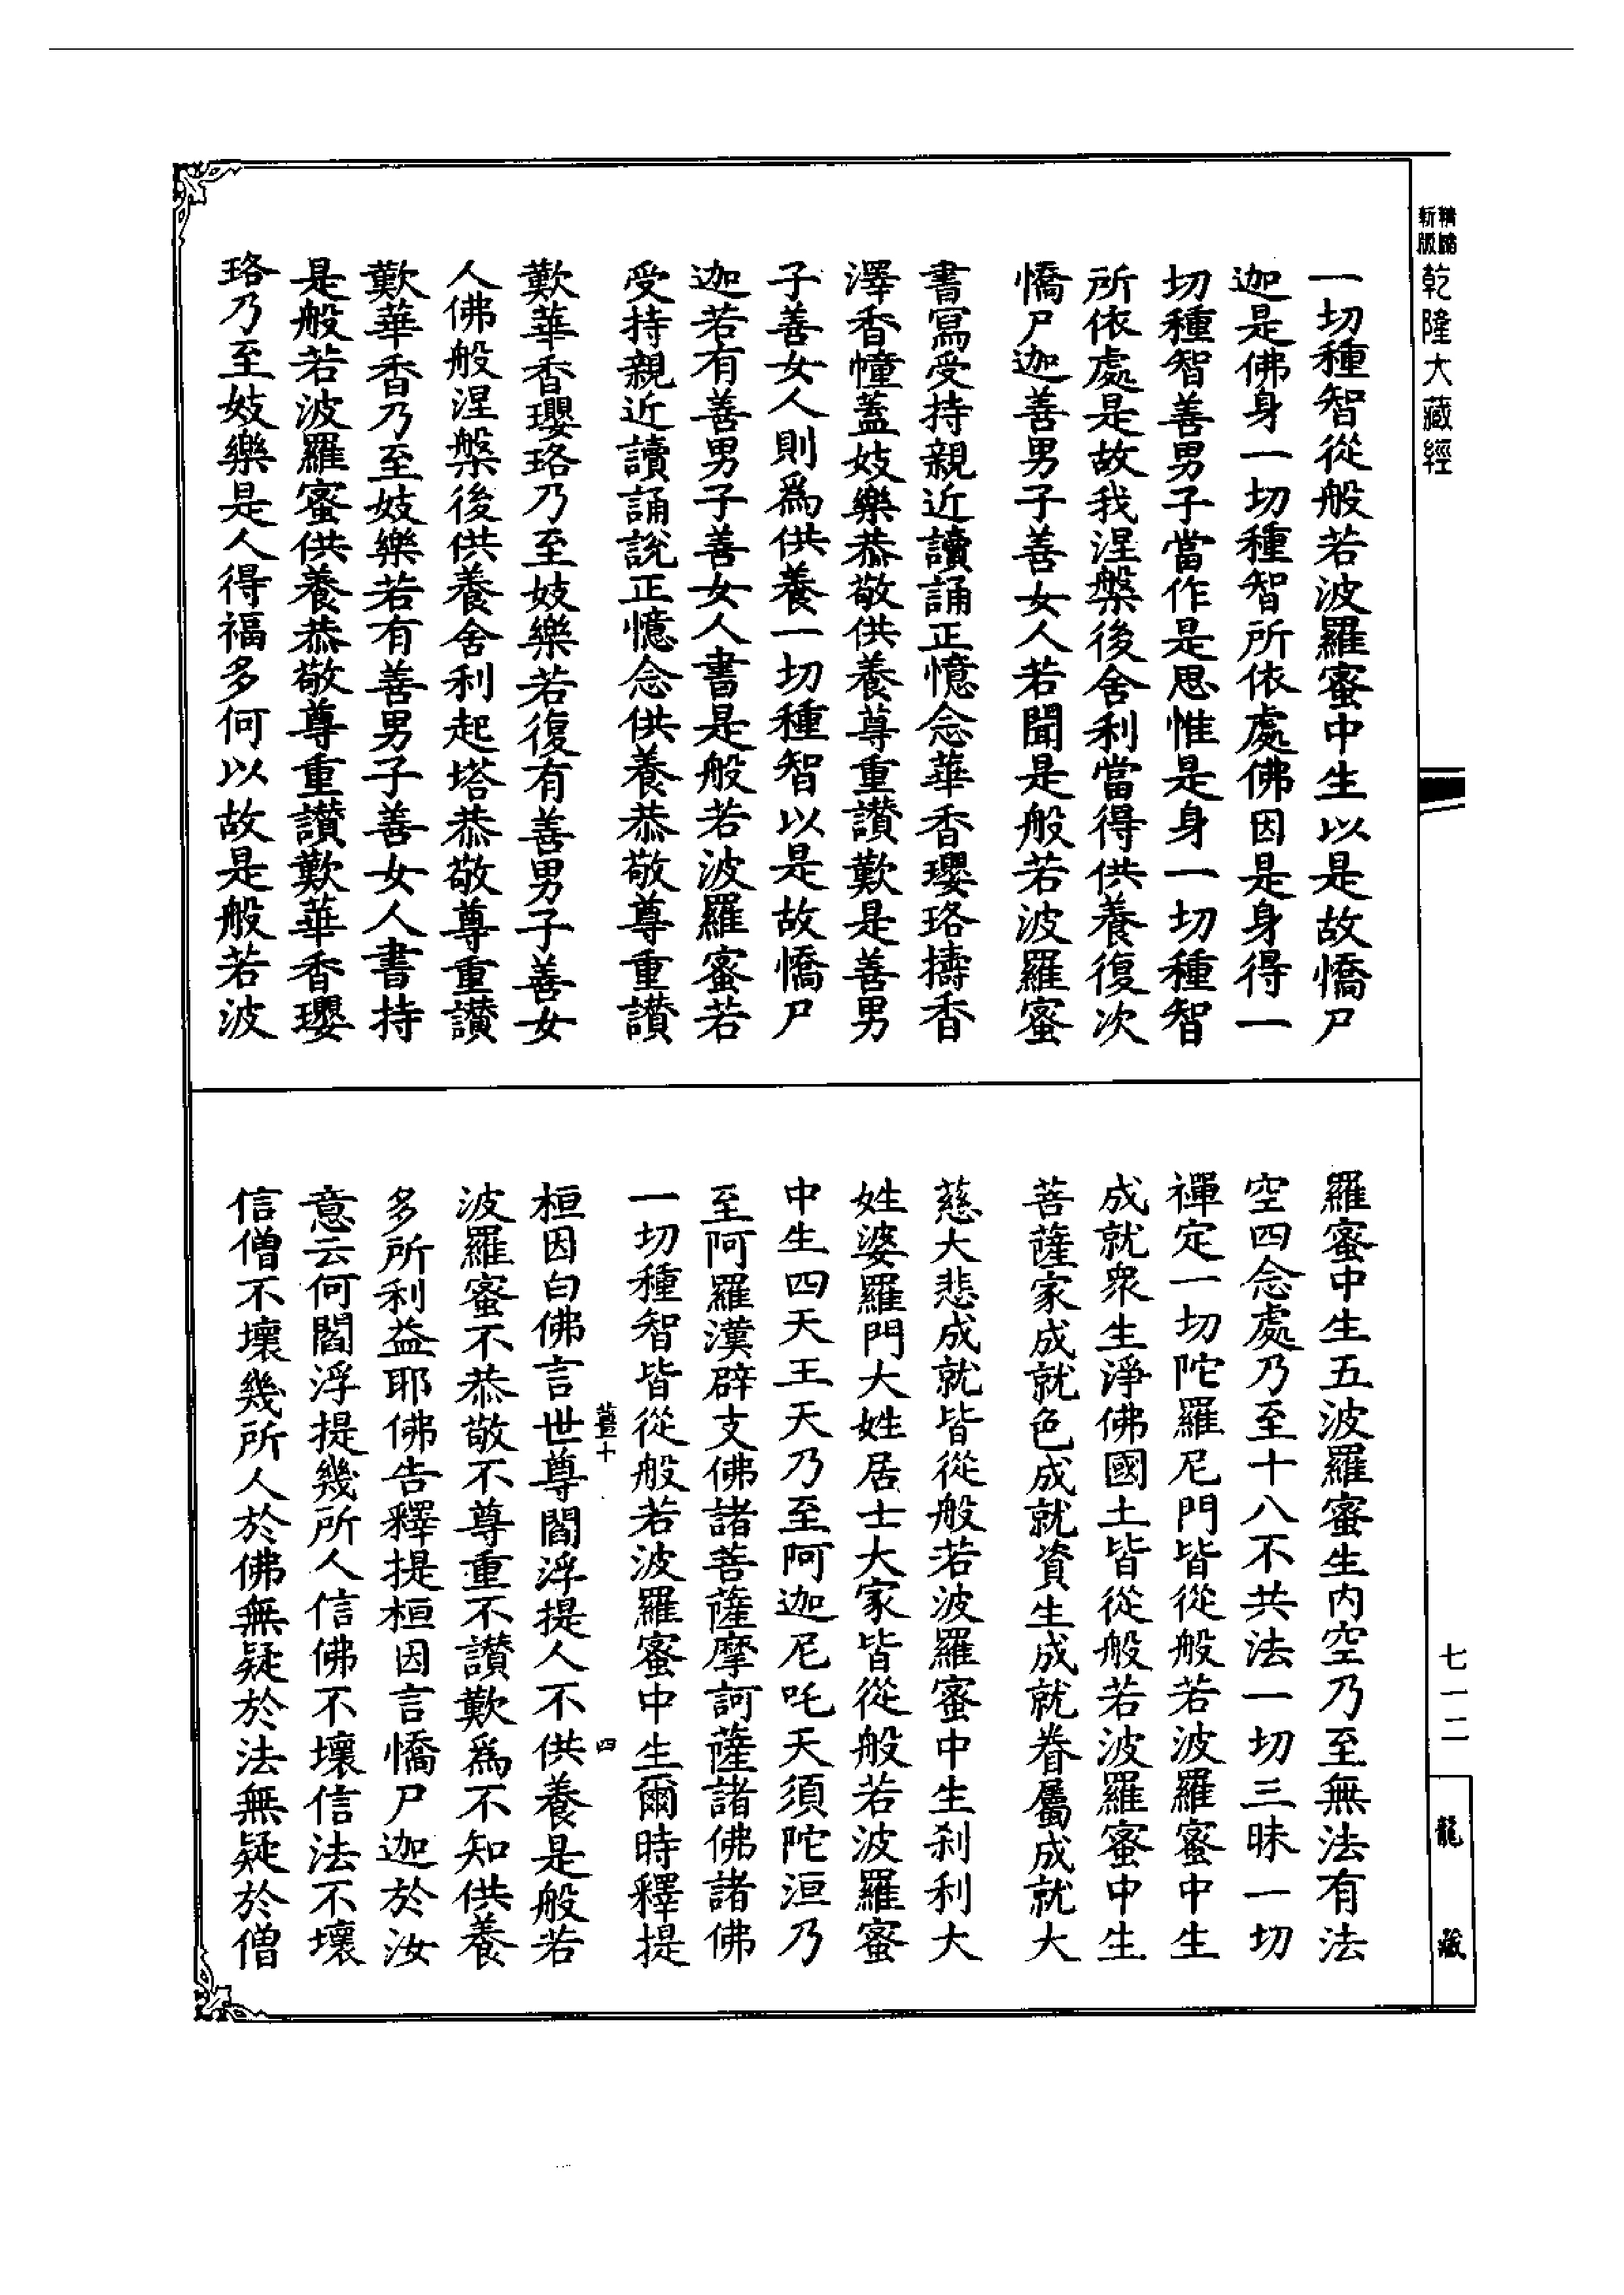 乾隆大藏經
一切種智從般若波羅蜜中生以是故憍尸
迦是佛身一切種智所依處佛因是身得一
切種智善男子當作是思惟是身一切種智
所依處是故我涅槃後舍利當得供養復次
憍尸迦善男子善女人若聞是般若波羅蜜
書寫受持親近讀誦正憶念華香瓔珞擣香
澤香幢蓋妓樂恭敬供養尊重讚歎是善男
子善女人則為供養一切種智以是故憍尸
迦若有善男子善女人書是般若波羅蜜若
受持親近讀誦說正憶念供養恭敬尊重讚
歎華香瓔珞乃至妓樂若復有善男子善女
人佛般涅槃後供養舍利起塔恭敬尊重讚
歎華香乃至妓樂若有善男子善女人書持
是般若波羅蜜供養恭敬尊重讚歎華香瓔
珞乃至妓樂是人得福多何以故是般若波
羅蜜中生五波羅蜜生內空乃至無法有法
空四念處乃至十八不共法一切三昧一切
禪定一切陀羅尼門皆從般若波羅蜜中生
成就眾生淨佛國土皆從般若波羅蜜中生
菩薩家成就色成就資生成就眷屬成就大
慈大悲成就皆從般若波羅蜜中生剎利大
姓婆羅門大姓居士大家皆從般若波羅蜜
中生四天王天乃至阿迦尼吒天須陀洹乃
至阿羅漢辟支佛諸菩薩摩訶薩諸佛諸佛
一切種智皆從般若波羅蜜中生爾時釋提
十 四
桓因白佛言世尊閻浮提人不供養是般若
波羅蜜不恭敬不尊重不讚歎為不知供養
多所利益耶佛告釋提桓因言憍尸迦於汝
意云何閻浮提幾所人信佛不壞信法不壞
信僧不壞幾所人於佛無疑於法無疑於僧
七一二
龍藏